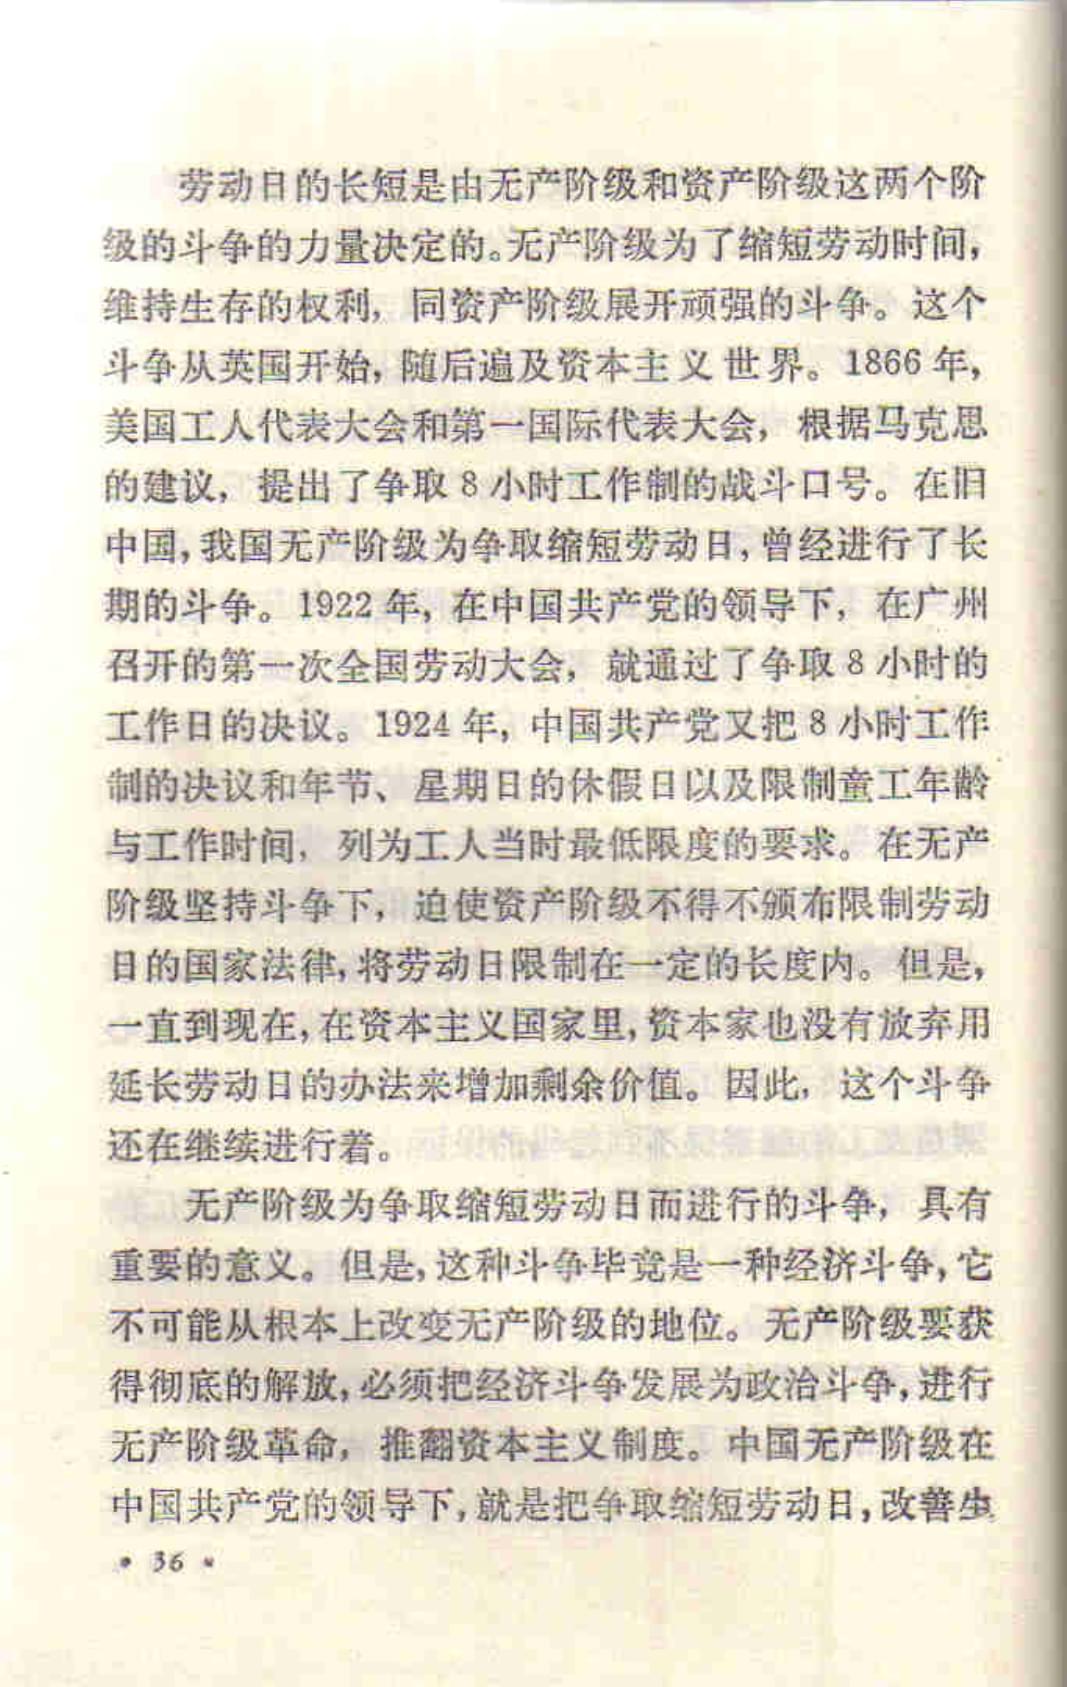 劳动日的长短是由无产阶级和资产阶级这两个阶
级的斗争的力量决定的。无产阶级为了缩短劳动时间，
维持生存的权利，同资产阶级展开顽强的斗争。这个
斗争从英国开始，随后遍及资本主义世界。1866年，
美国工人代表大会和第一国际代表大会，根据马克思
的建议，提出了争取8小时工作制的战斗口号。在旧
中国，我国无产阶级为争取缩短劳动日，曾经进行了长
期的斗争。1922年，在中国共产党的领导下，在广州
召开的第一次全国劳动大会，就通过了争取8小时的
工作日的决议。1924年，中国共产党又把8小时工作
制的决议和年节、星期日的休假日以及限制童工年龄
与工作时间，列为工人当时最低限度的要求。在无产
阶级坚持斗争下，迫使资产阶级不得不颁布限制劳动
日的国家法律，将劳动日限制在一定的长度内。但是，
一直到现在，在资本主义国家里，资本家也没有放弃用
延长劳动日的办法来增加剩余价值。因此，这个斗争
还在继续进行着。
无产阶级为争取缩短劳动日而进行的斗争，具有
重要的意义。但是，这种斗争毕竟是一种经济斗争，它
不可能从根本上改变无产阶级的地位。无产阶级要获
得彻底的解放，必须把经济斗争发展为政治斗争，进行
无产阶级革命，推翻资本主义制度。中国无产阶级在
中国共产党的领导下，就是把争取缩短劳动日，改善生
• 36 •